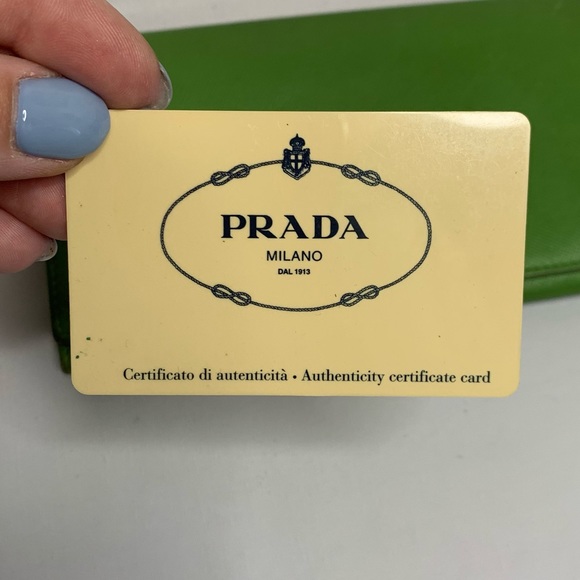 PRADA
MILANO
DAL 1913
Certificato di autenticità • Authenticity certificate card